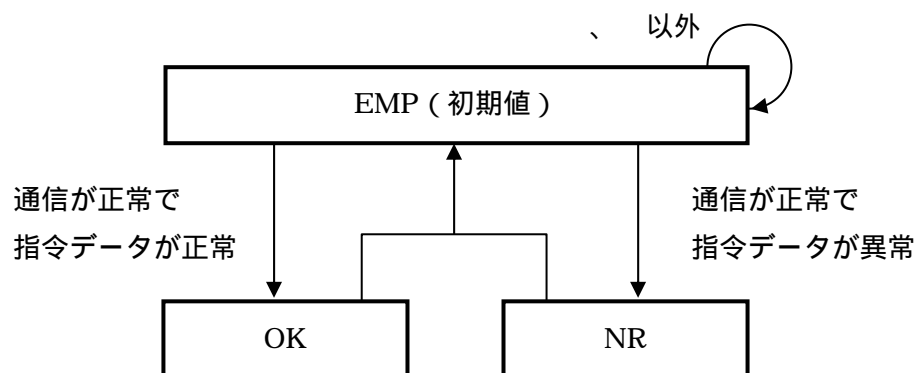 、 以外
EMP（初期値）
通信が正常で
指令データが正常
通信が正常で
指令データが異常
OK
NR